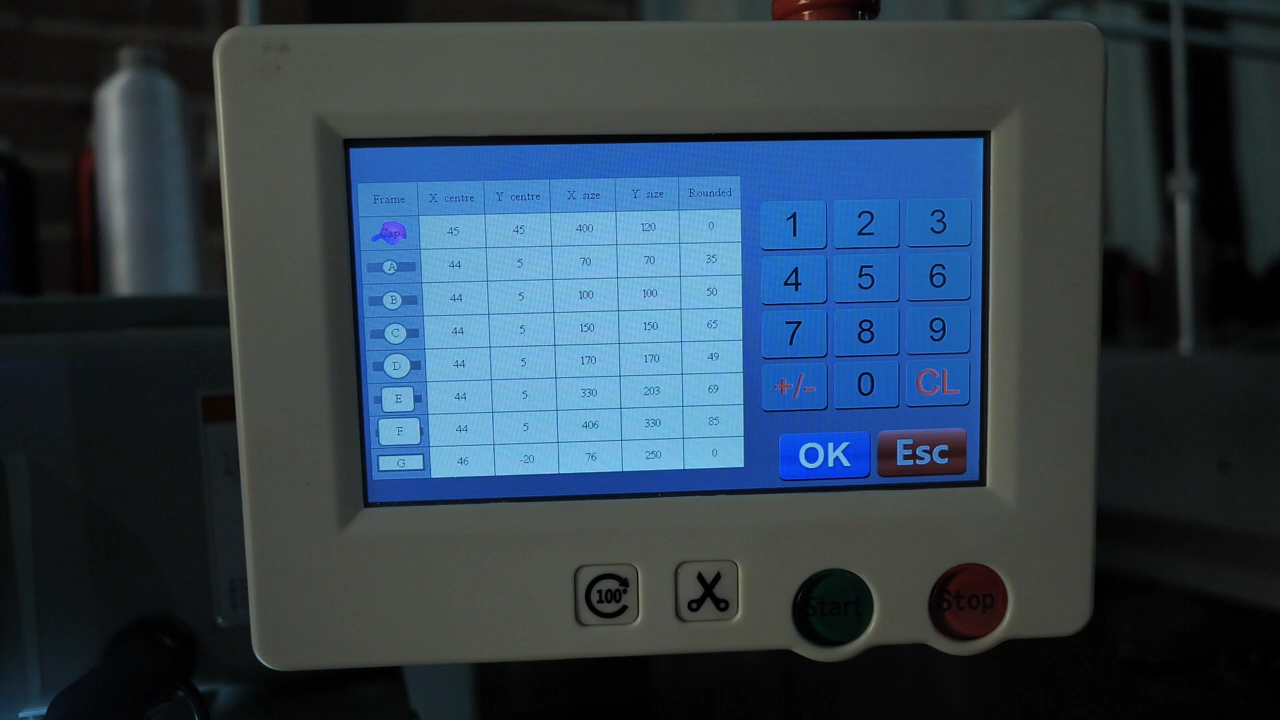 Frame X centre Y centre X size Y size Rounded
Cap 45 45 400 120 0
A 44 5 70 70 35
B 44 5 100 100 50
C 44 5 150 150 65
D 44 5 170 170 49
E 44 5 330 203 69
F 44 5 406 330 85
G 46 -20 76 250 0
1 2 3
4 5 6
7 8 9
+/- 0 CL
OK Esc
100°
Start
Stop